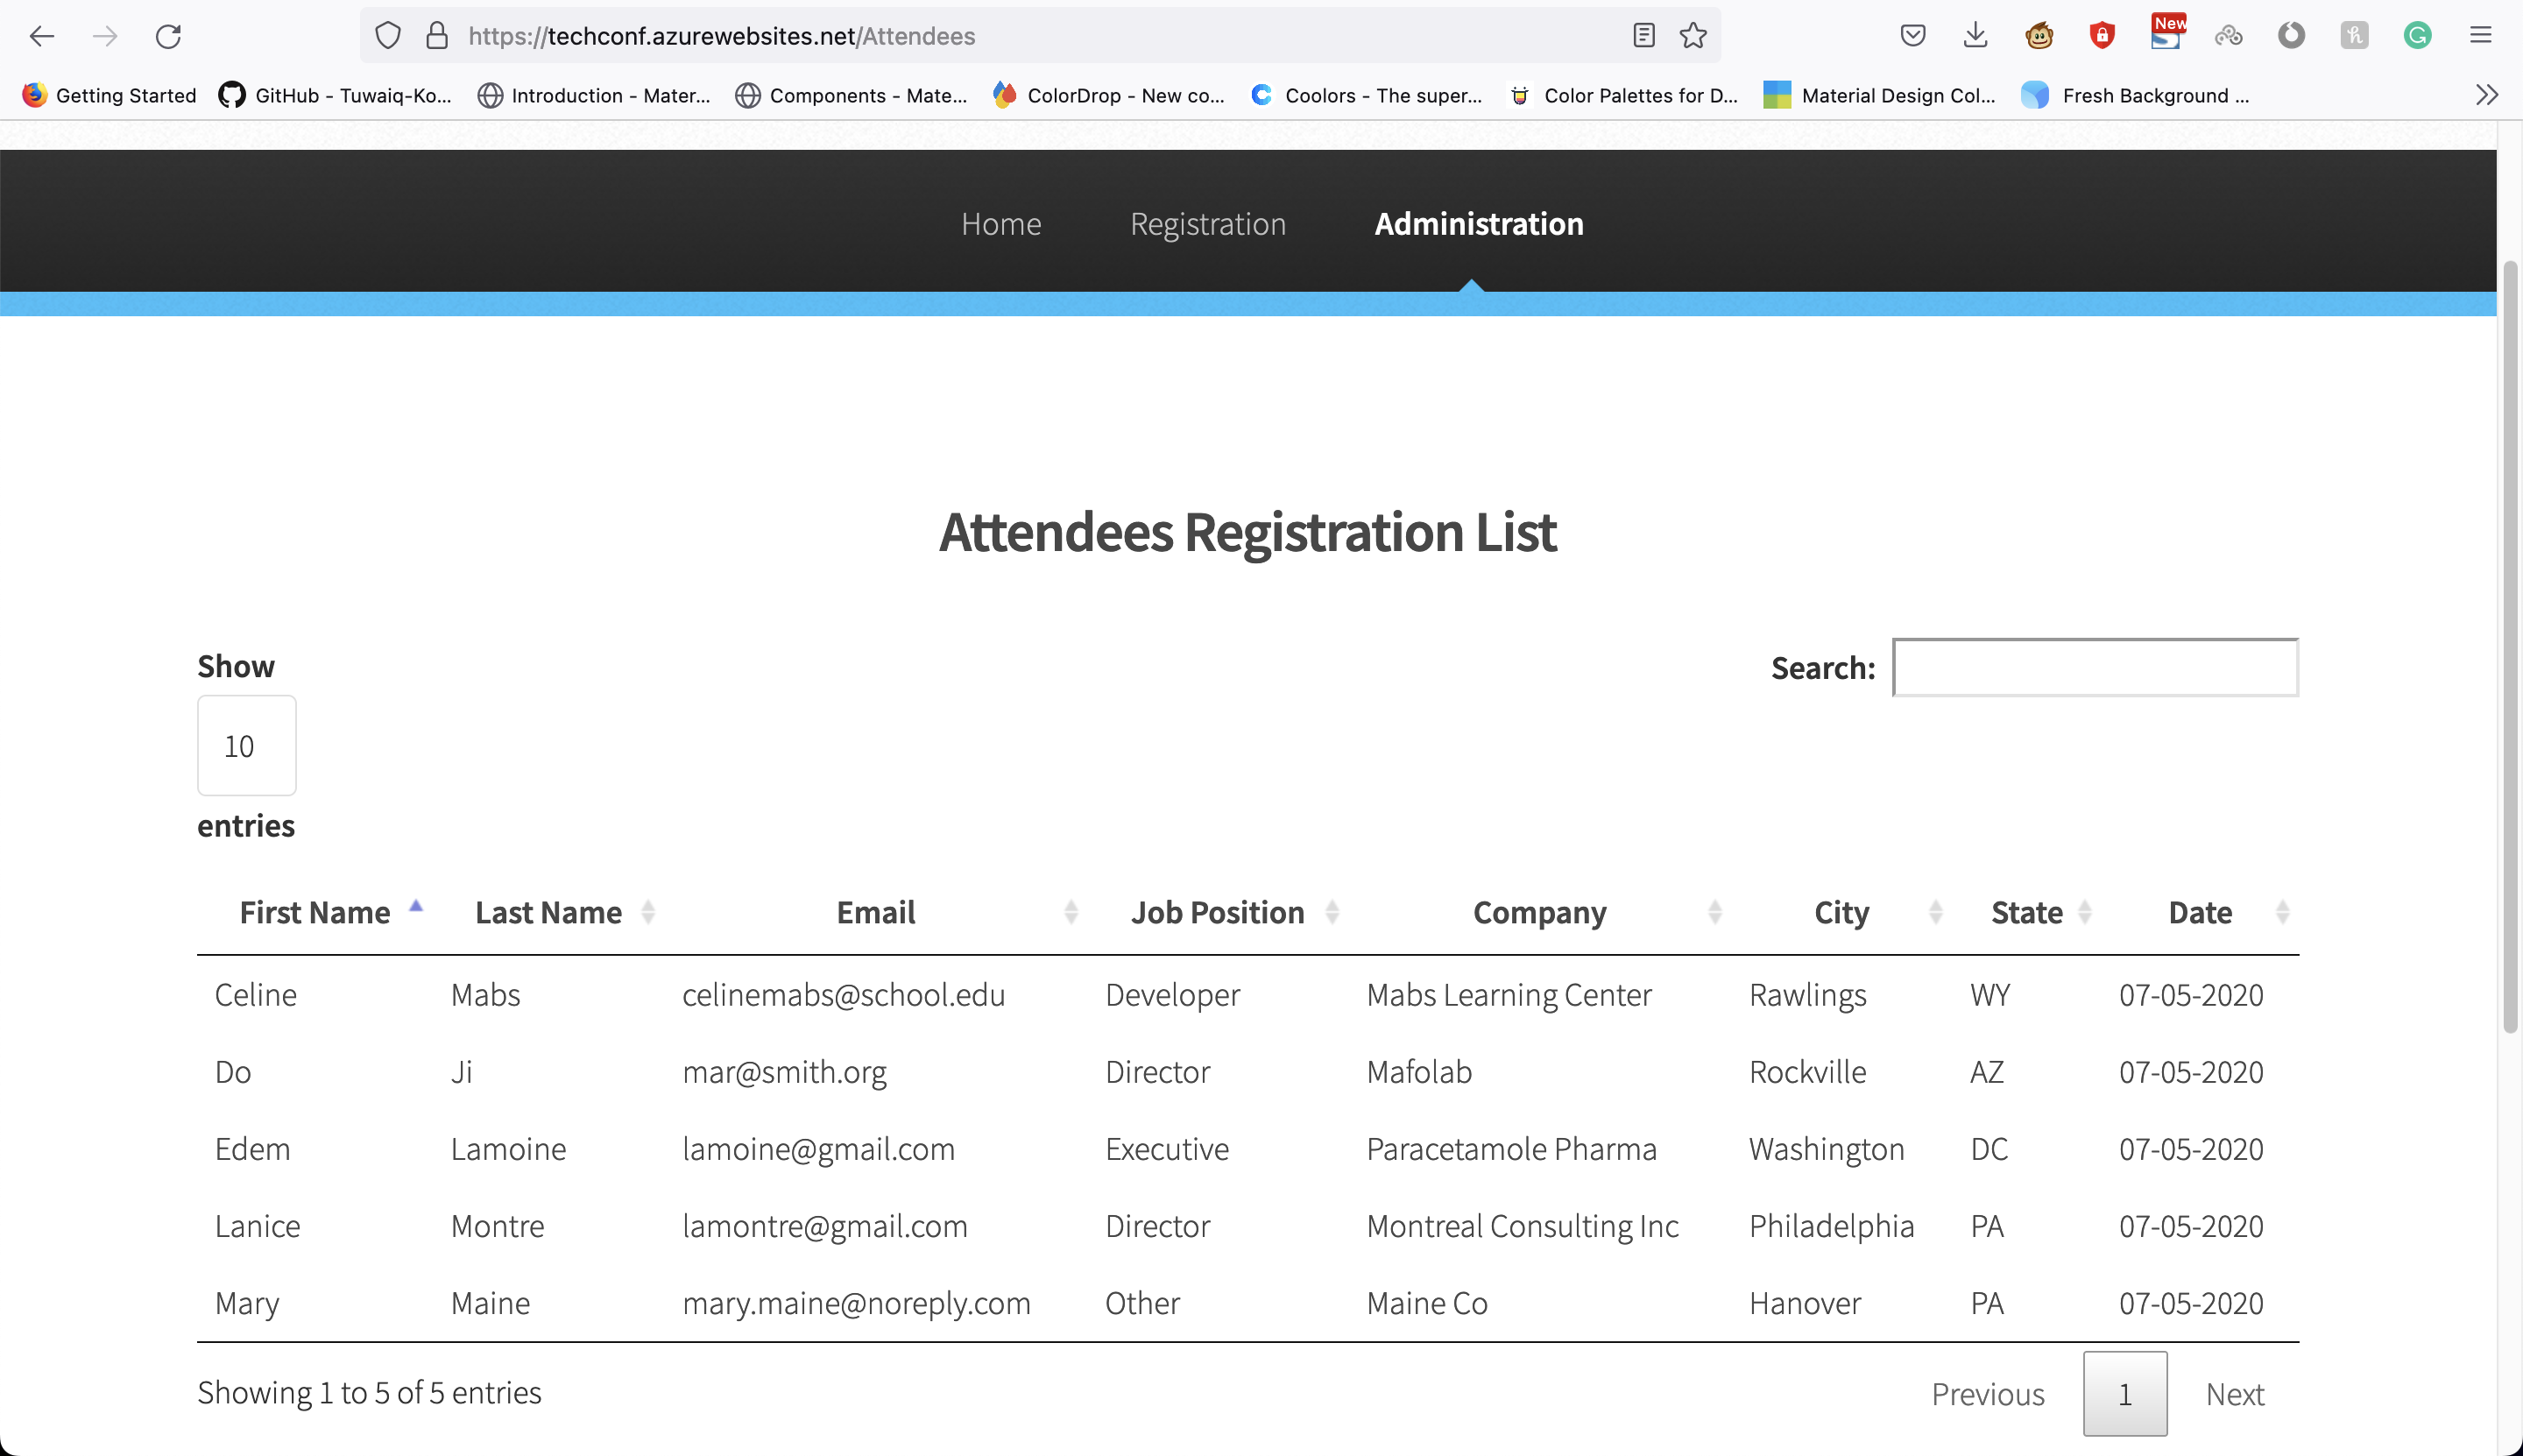 https://techconf.azurewebsites.net/Attendees
New
Getting Started GitHub - Tuwaiq-Ko... Introduction - Mater... Components - Mate... ColorDrop - New co... Coolors - The super... Color Palettes for D... Material Design Col... Fresh Background ...
Home Registration Administration
Attendees Registration List
Show
Search:
10
entries
First Name Last Name Email Job Position Company City State Date
Celine Mabs celinemabs@school.edu Developer Mabs Learning Center Rawlings WY 07-05-2020
Do Ji mar@smith.org Director Mafolab Rockville AZ 07-05-2020
Edem Lamoine lamoine@gmail.com Executive Paracetamole Pharma Washington DC 07-05-2020
Lanice Montre lamontre@gmail.com Director Montreal Consulting Inc Philadelphia PA 07-05-2020
Mary Maine mary.maine@noreply.com Other Maine Co Hanover PA 07-05-2020
Showing 1 to 5 of 5 entries
Previous 1 Next